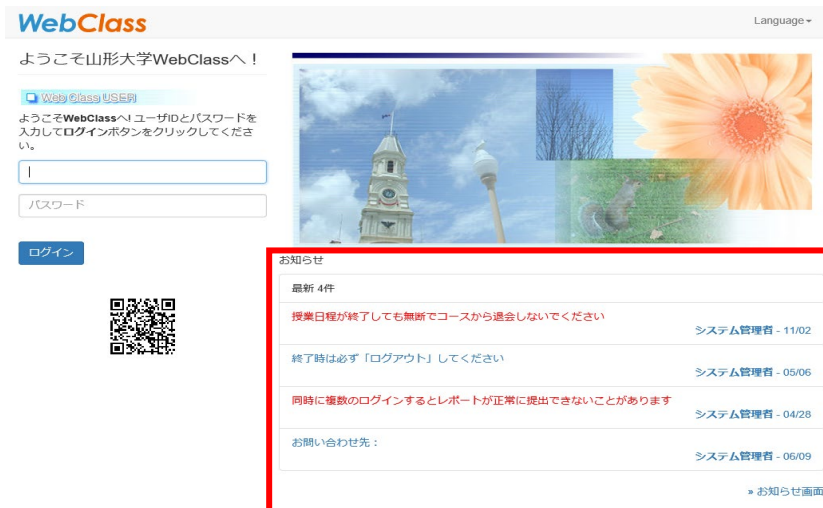 WebClass
Language
ようこそ山形大学WebClassへ！
Web Class USER
ようこそWebClassへ! ユーザIDとパスワードを
入力してログインボタンをクリックしてくださ
い。
パスワード
ログイン
お知らせ
最新 4件
授業日程が終了しても無断でコースから退会しないでください
システム管理者 - 11/02
終了時は必ず「ログアウト」してください
システム管理者 - 05/06
同時に複数のログインするとレポートが正常に提出できないことがあります
システム管理者 - 04/28
お問い合わせ先：
システム管理者 - 06/09
» お知らせ画面